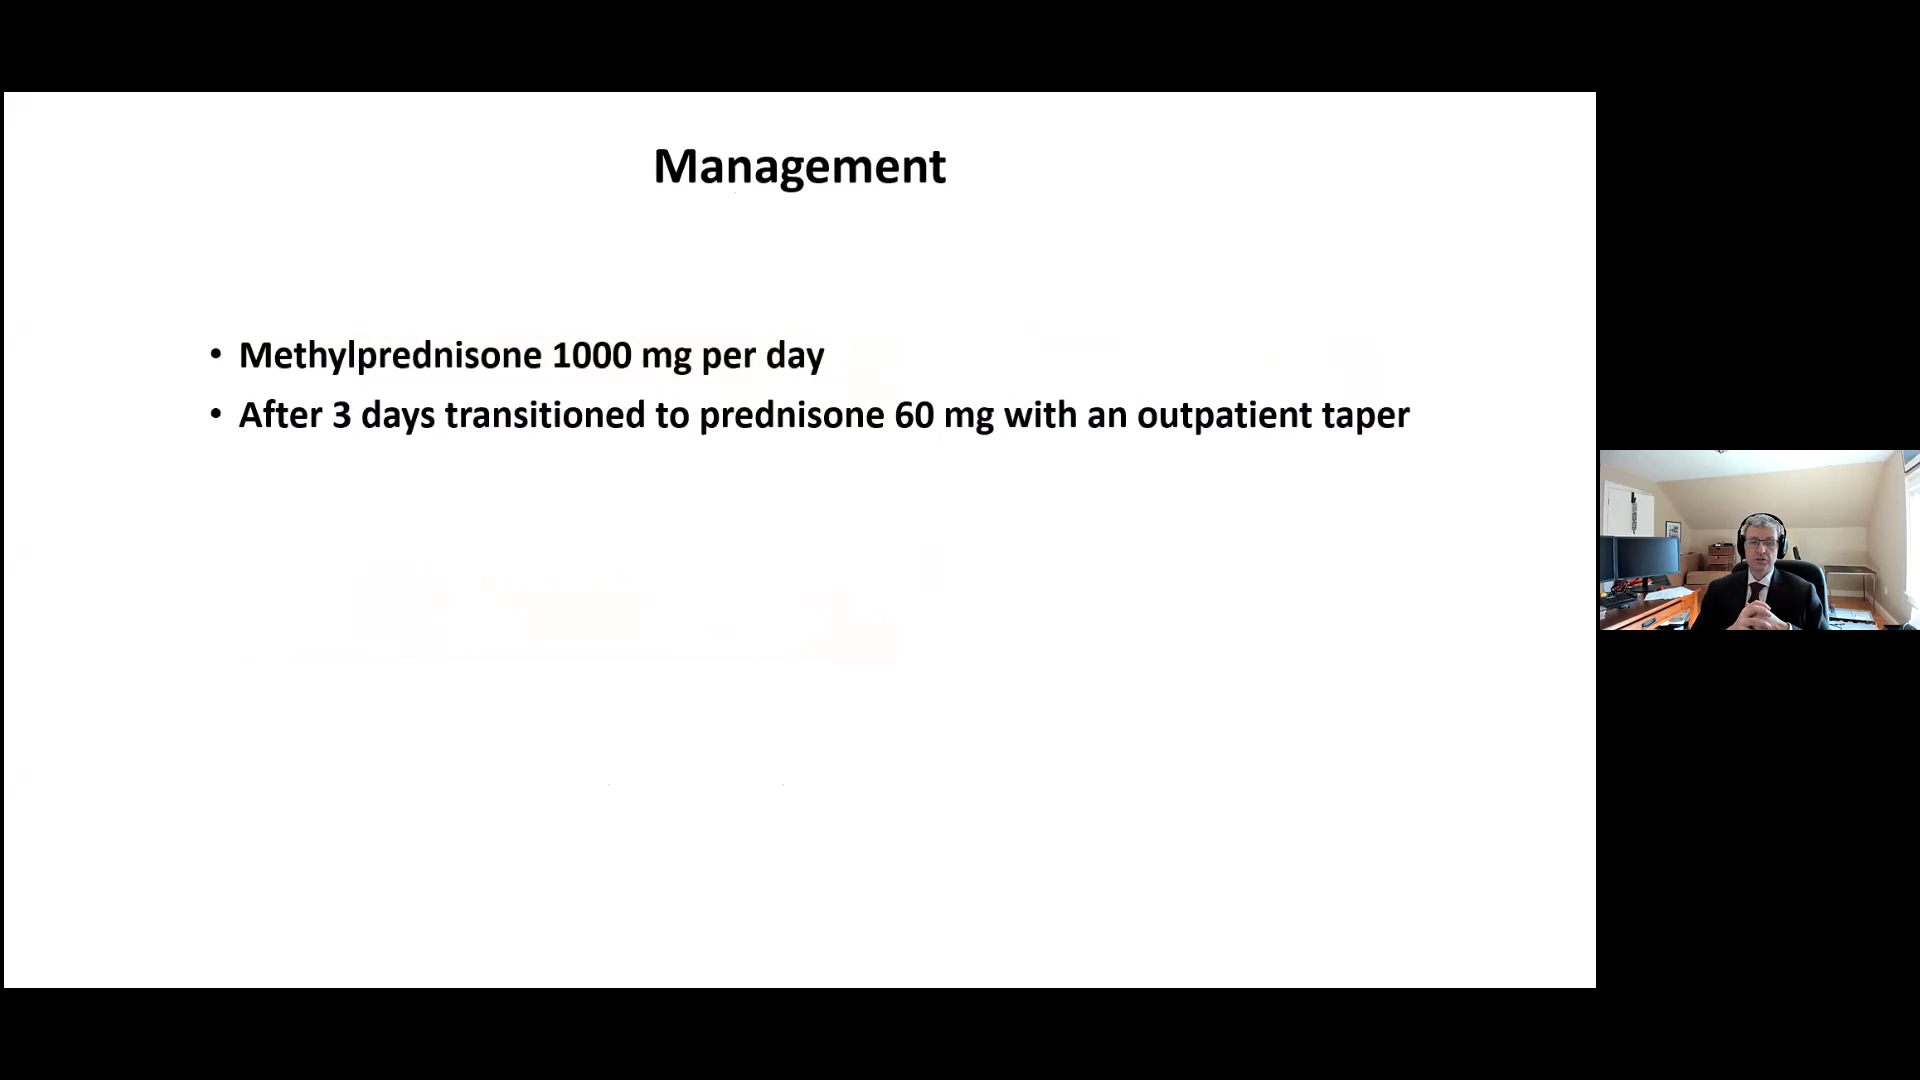 Management
• Methylprednisone 1000 mg per day
• After 3 days transitioned to prednisone 60 mg with an outpatient taper